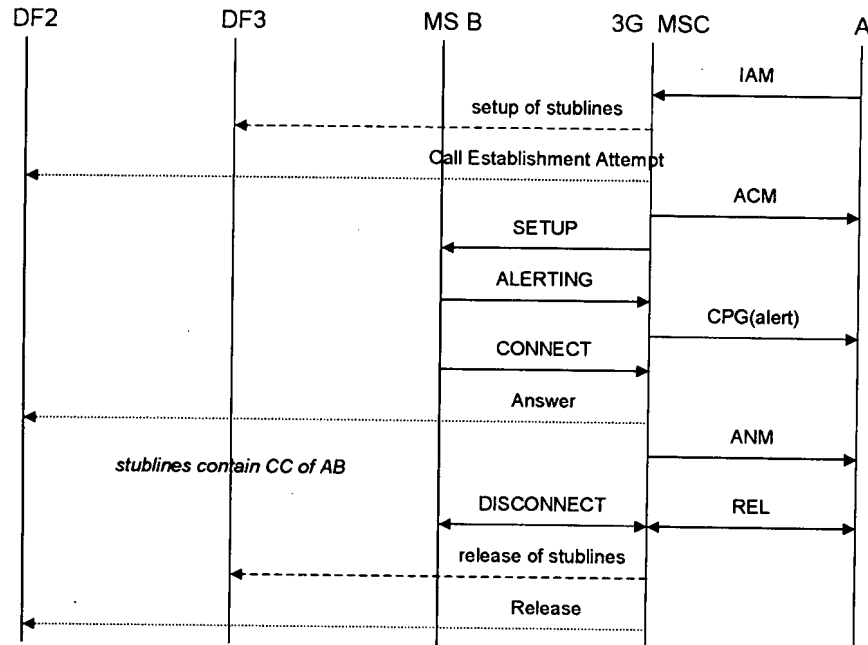 DF2 DF3 MS B 3G MSC A
IAM
setup of stublines
Call Establishment Attempt
ACM
SETUP
ALERTING
CPG(alert)
CONNECT
Answer
ANM
stublines contain CC of AB
DISCONNECT REL
release of stublines
Release